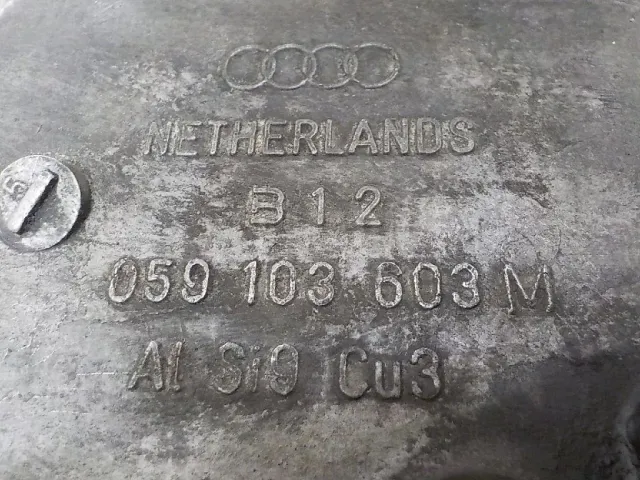 NETHERLANDS
B12
059 103 603 M
Al Si9 Cu3